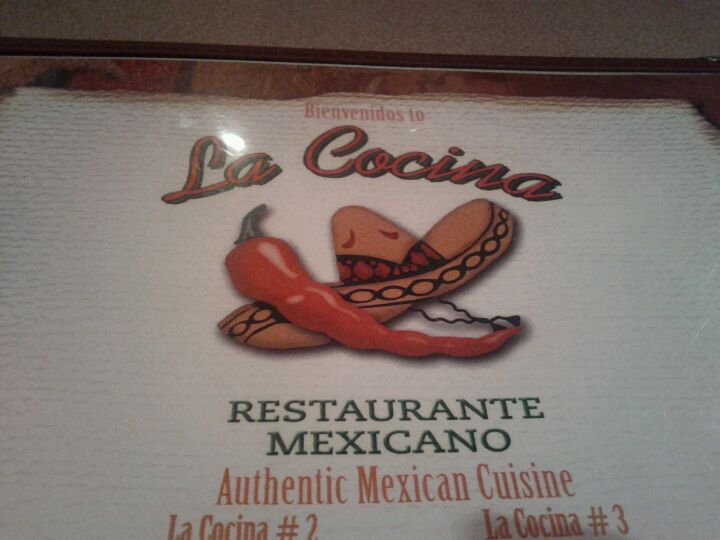 Bienvenidos to
La Cocina
RESTAURANTE
MEXICANO
Authentic Mexican Cuisine
La Cocina # 2 La Cocina # 3